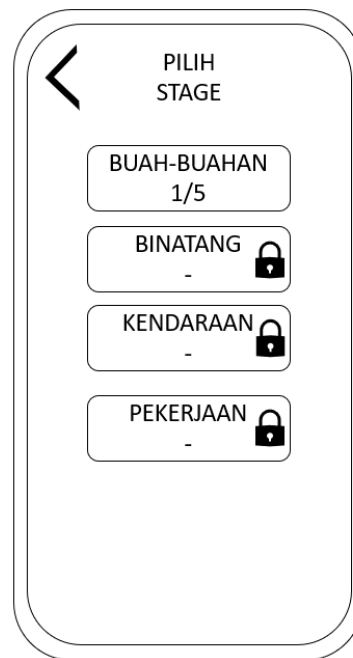 PILIH
STAGE
BUAH-BUAHAN
1/5
BINATANG
-
KENDARAAN
-
PEKERJAAN
-